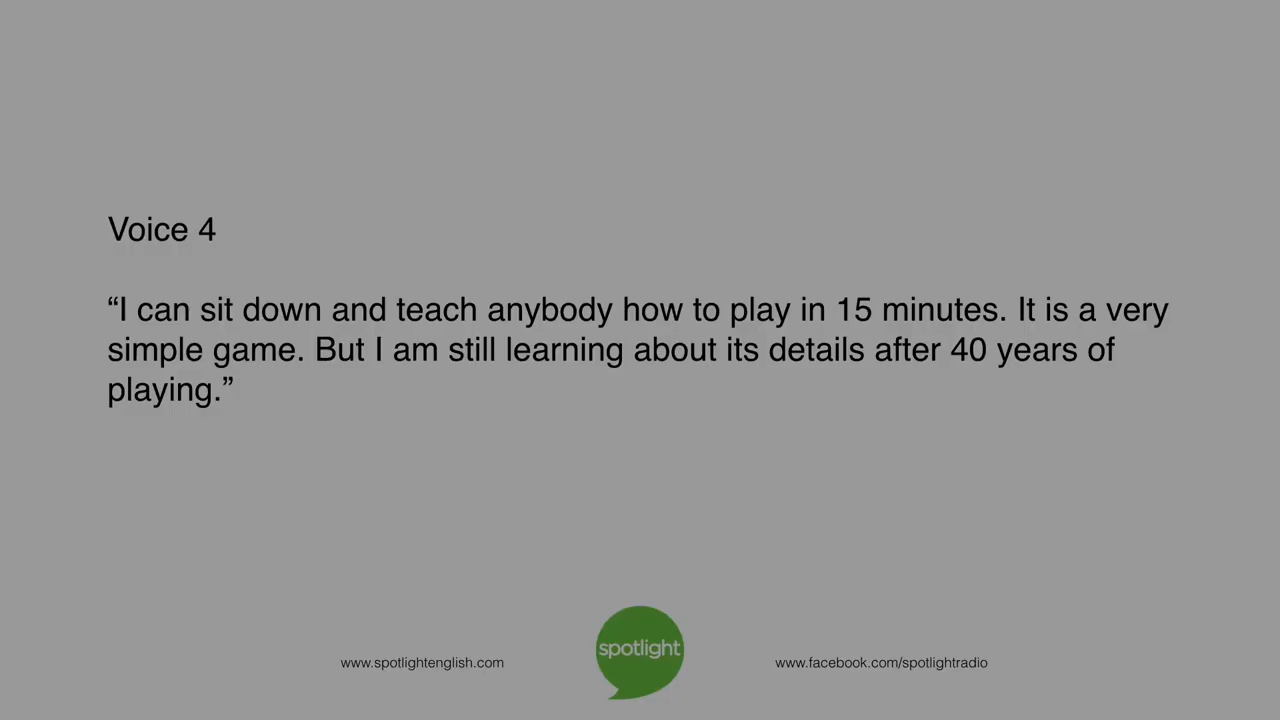 Voice 4
“I can sit down and teach anybody how to play in 15 minutes. It is a very
simple game. But I am still learning about its details after 40 years of
playing.”
spotlight
www.spotlightenglish.com
www.facebook.com/spotlightradio